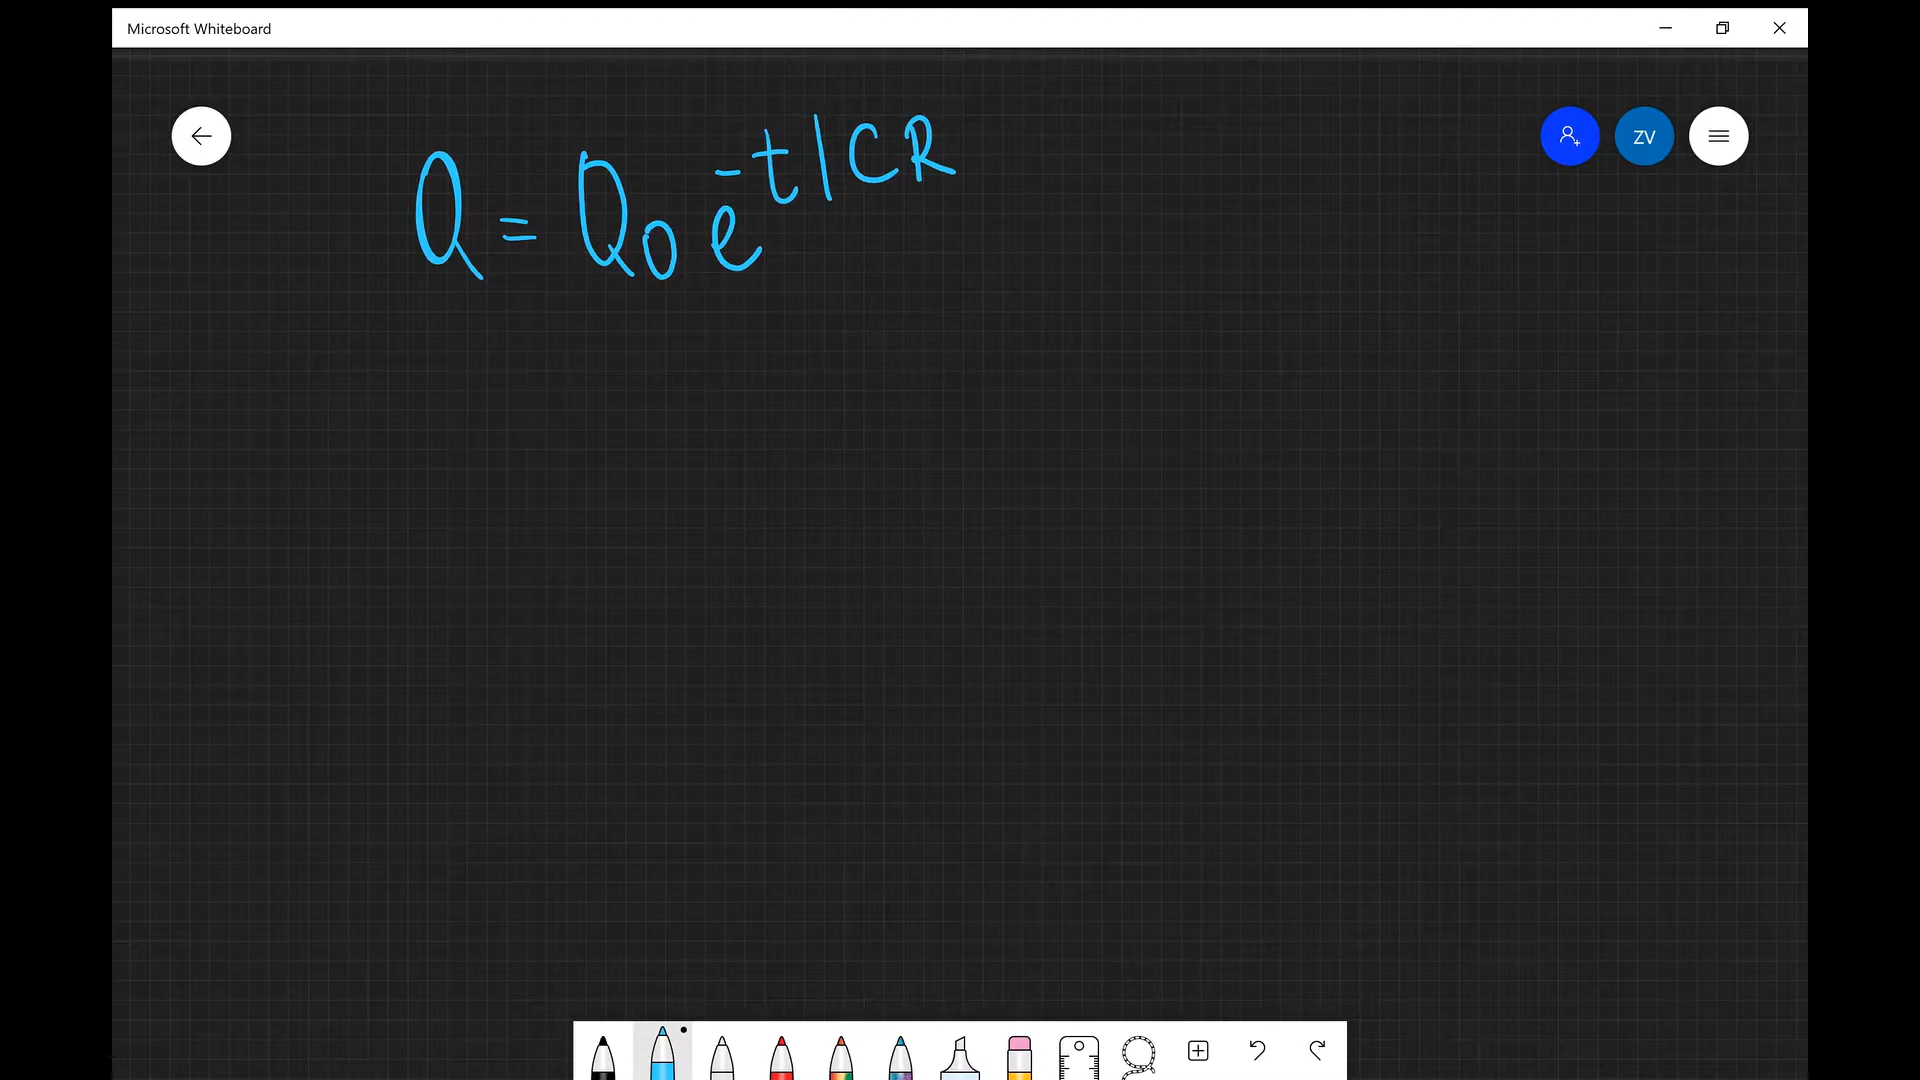 Microsoft Whiteboard
Q = Q₀ e^{-t/CR}
ZV